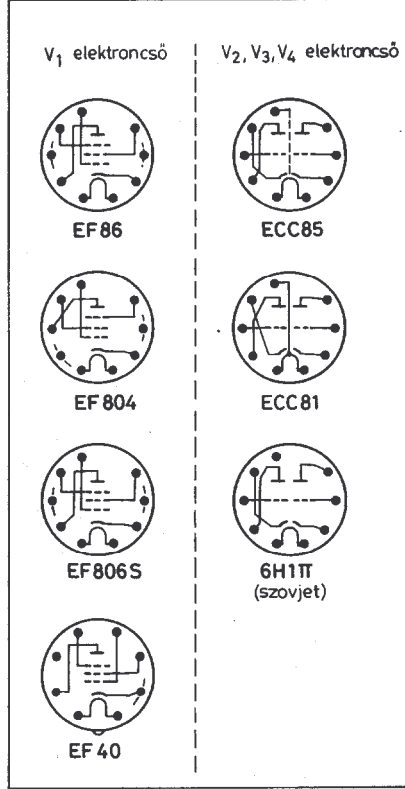 V₁ elektroncső
EF86
EF804
EF806S
EF40
V₂, V₃, V₄ elektroncső
ECC85
ECC81
6H1П
(szovjet)